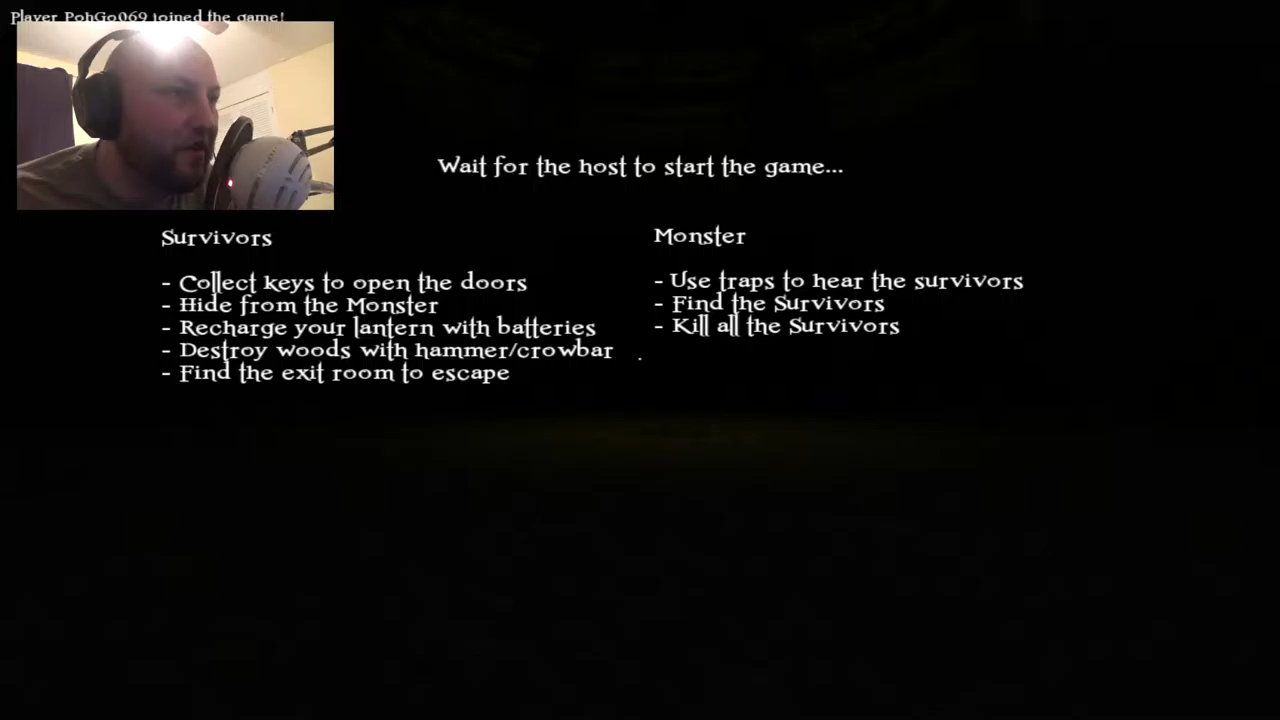 Player PohGo069 joined the game!
Wait for the host to start the game...
Survivors
- Collect keys to open the doors
- Hide from the Monster
- Recharge your lantern with batteries
- Destroy woods with hammer/crowbar
- Find the exit room to escape
Monster
- Use traps to hear the survivors
- Find the Survivors
- Kill all the Survivors